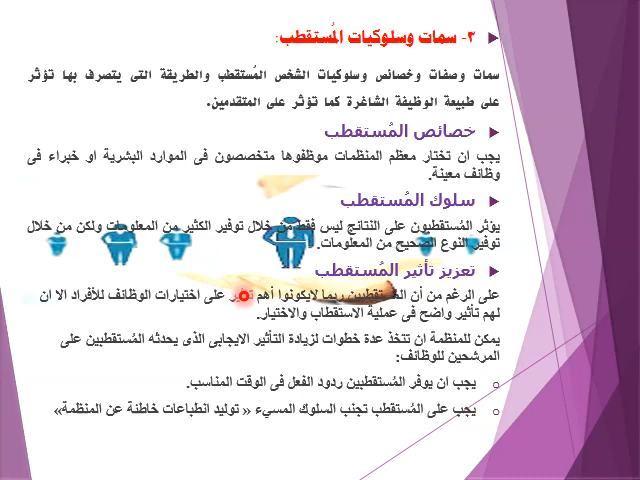 ٣- سمات وسلوكيات المُستقطب:
سمات وصفات وخصائص وسلوكيات الشخص المُستقطب والطريقة التى يتصرف بها تؤثر
على طبيعة الوظيفة الشاغرة كما تؤثر على المتقدمين.
خصائص المُستقطب
يجب ان تختار معظم المنظمات موظفوها متخصصون فى الموارد البشرية او خبراء فى
وظائف معينة.
سلوك المُستقطب
يؤثر المُستقطبون على النتائج ليس فقط من خلال توفير الكثير من المعلومات ولكن من خلال
توفير النوع الصحيح من المعلومات.
تعزيز تأثير المُستقطب
على الرغم من أن المُستقطبين ربما لايكونوا أهم على اختيارات الوظائف للأفراد الا ان
لهم تأثير واضح فى عملية الاستقطاب والاختيار.
يمكن للمنظمة ان تتخذ عدة خطوات لزيادة التأثير الايجابى الذى يحدثه المُستقطبين على
المرشحين للوظائف:
يجب ان يوفر المُستقطبين ردود الفعل فى الوقت المناسب.
يجب على المُستقطب تجنب السلوك المسيء « توليد انطباعات خاطئة عن المنظمة»